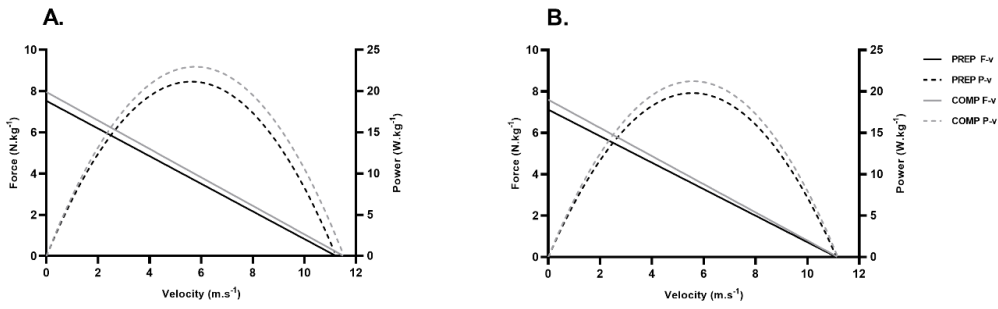 A.
B.
10
8
6
4
2
0
Force (N.kg-1)
25
20
15
10
5
0
Power (W.kg-1)
0 2 4 6 8 10 12
Velocity (m.s-1)
10
8
6
4
2
0
Force (N.kg-1)
25
20
15
10
5
0
Power (W.kg-1)
0 2 4 6 8 10 12
Velocity (m.s-1)
PREP F-v
PREP P-v
COMP F-v
COMP P-v